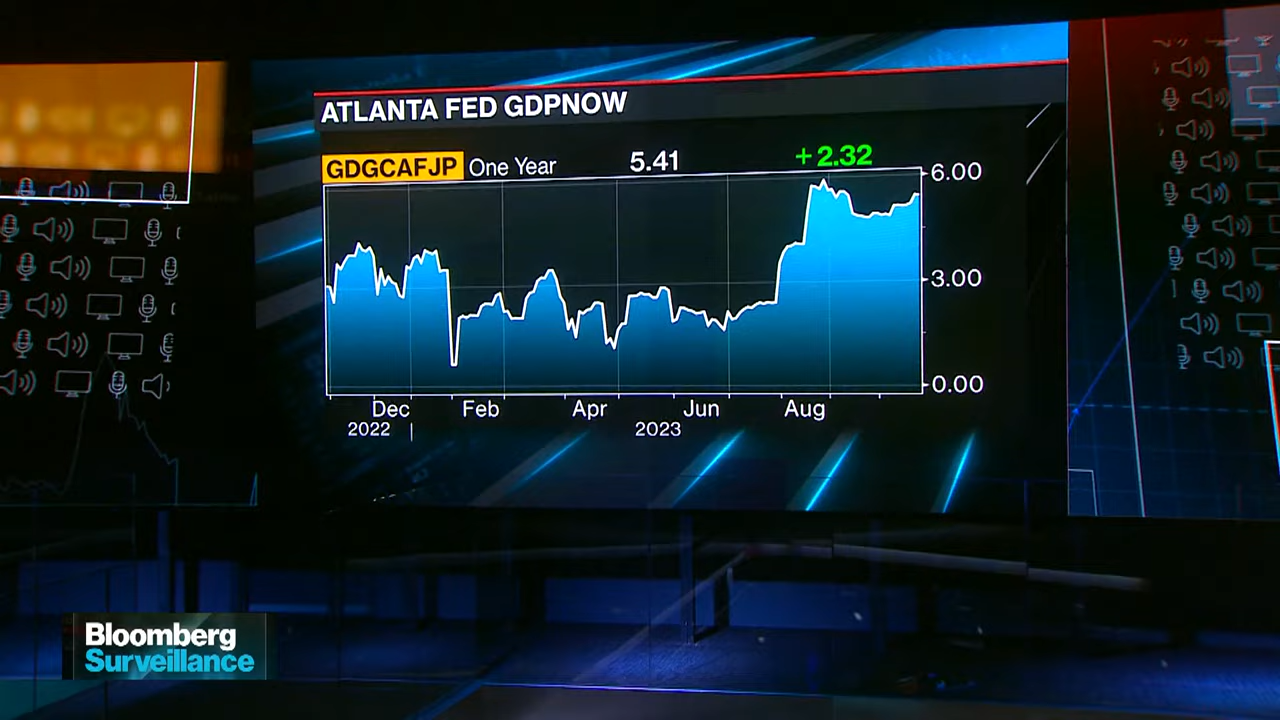 ATLANTA FED GDPNOW
GDGCAFJP One Year 5.41 +2.32
6.00
3.00
0.00
Dec Feb Apr Jun Aug
2022 2023
Bloomberg
Surveillance